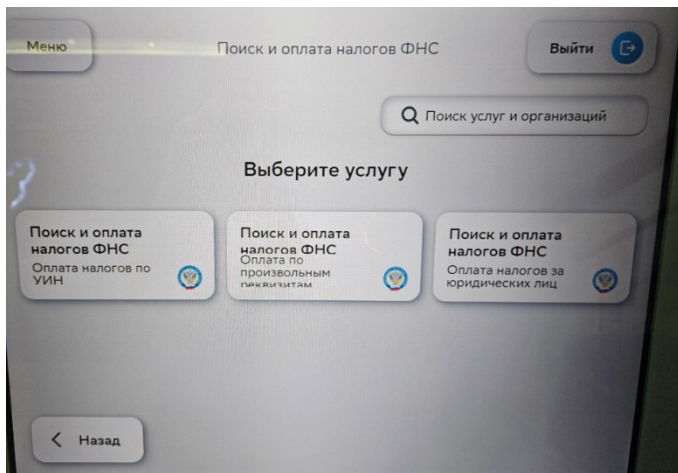 Меню
Поиск и оплата налогов ФНС
Выйти
Поиск услуг и организаций
Выберите услугу
Поиск и оплата
налогов ФНС
Оплата налогов по
УИН
Поиск и оплата
налогов ФНС
Оплата по
произвольным
реквизитам
Поиск и оплата
налогов ФНС
Оплата налогов за
юридических лиц
Назад